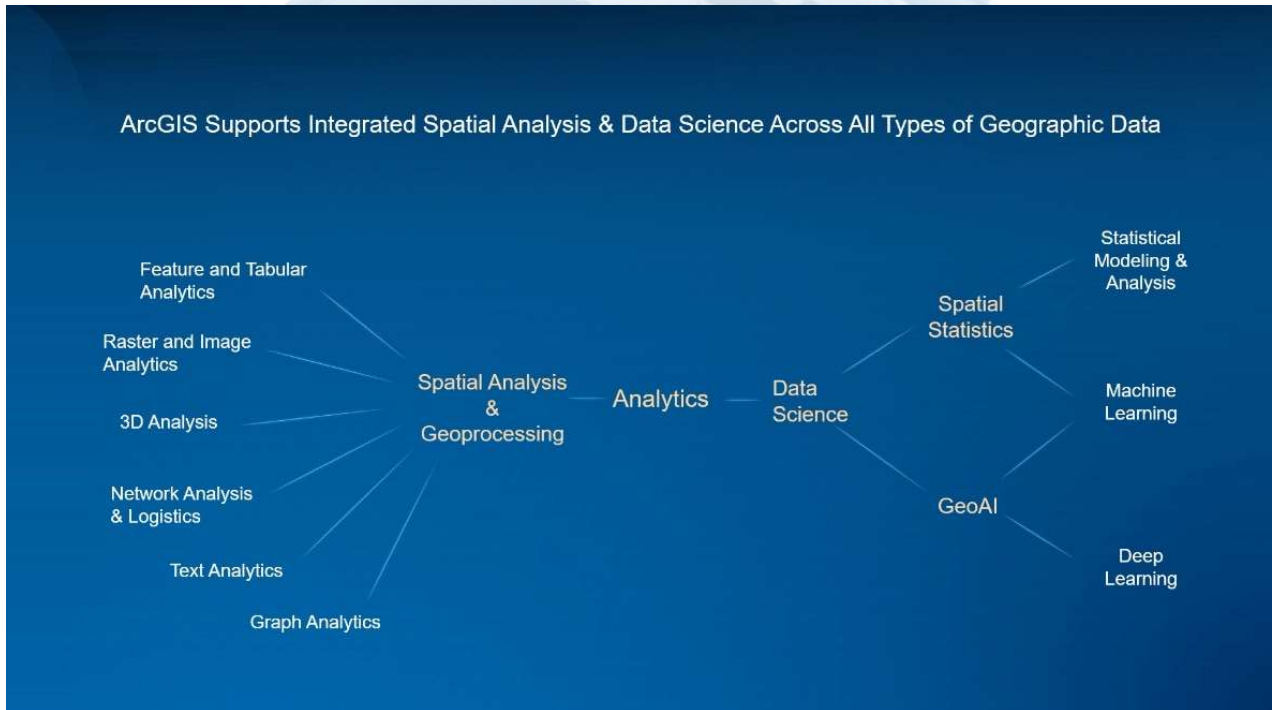 ArcGIS Supports Integrated Spatial Analysis & Data Science Across All Types of Geographic Data
Feature and Tabular
Analytics
Raster and Image
Analytics
3D Analysis
Network Analysis
& Logistics
Text Analytics
Graph Analytics
Spatial Analysis
&
Geoprocessing
Analytics
Data
Science
Spatial
Statistics
GeoAI
Statistical
Modeling &
Analysis
Machine
Learning
Deep
Learning